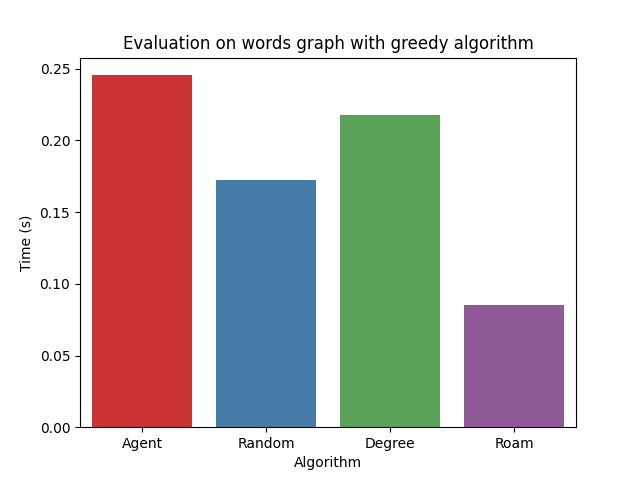 Evaluation on words graph with greedy algorithm
0.25
0.20
0.15
0.10
0.05
0.00
Time (s)
Agent Random Degree Roam
Algorithm